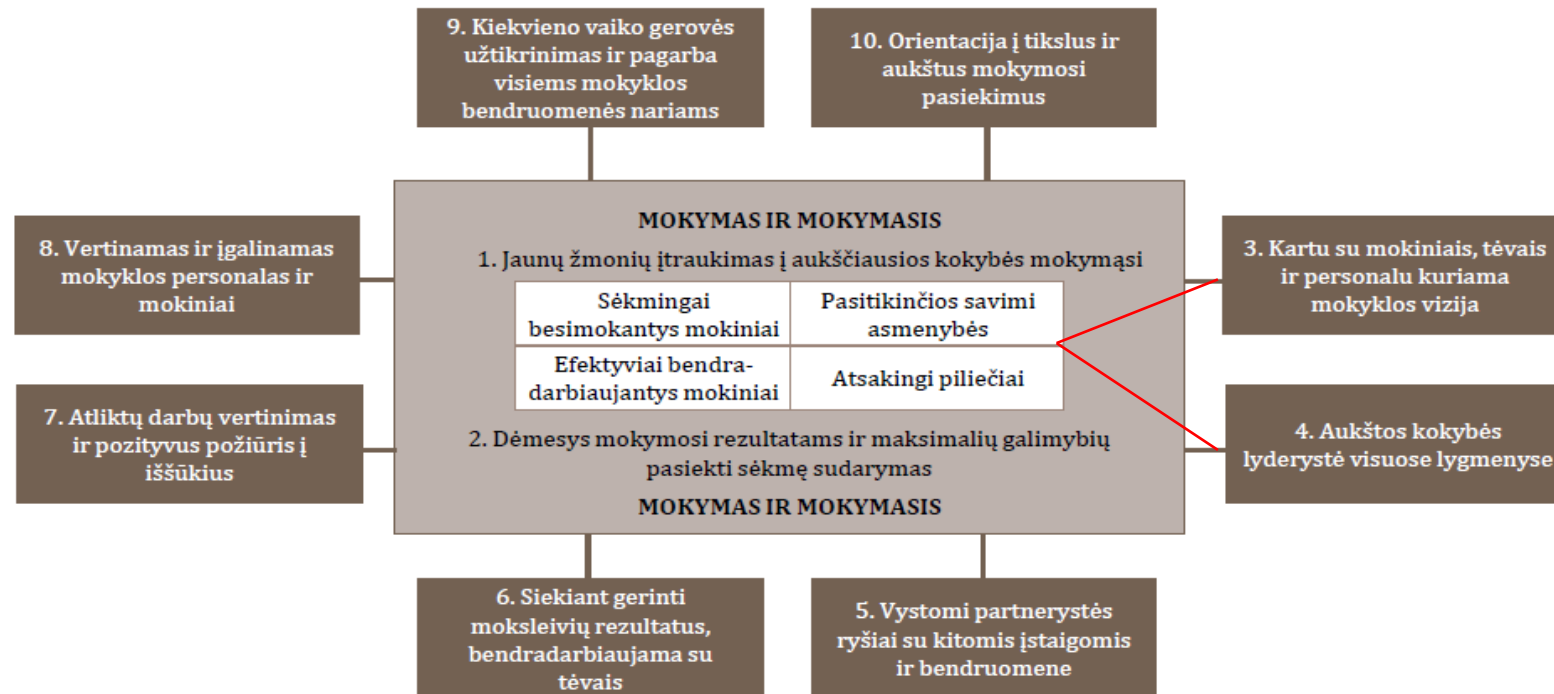 9. Kiekvieno vaiko gerovės
užtikrinimas ir pagarba
visiems mokyklos
bendruomenės nariams
10. Orientacija į tikslus ir
aukštus mokymosi
pasiekimus
8. Vertinamas ir įgalinamas
mokyklos personalas ir
mokiniai
MOKYMAS IR MOKYMASIS
1. Jaunų žmonių įtraukimas į aukščiausios kokybės mokymąsi
Sėkmingai
besimokantys mokiniai
Pasitikinčios savimi
asmenybės
Efektyviai bendra-
darbiaujantys mokiniai
Atsakingi piliečiai
2. Dėmesys mokymosi rezultatams ir maksimalių galimybių
pasiekti sėkmę sudarymas
MOKYMAS IR MOKYMASIS
3. Kartu su mokiniais, tėvais
ir personalu kuriama
mokyklos vizija
7. Atliktų darbų vertinimas
ir pozityvus požiūris į
iššūkius
4. Aukštos kokybės
lyderystė visuose lygmenyse
6. Siekiant gerinti
moksleivių rezultatus,
bendradarbiaujama su
tėvais
5. Vystomi partnerystės
ryšiai su kitomis įstaigomis
ir bendruomene